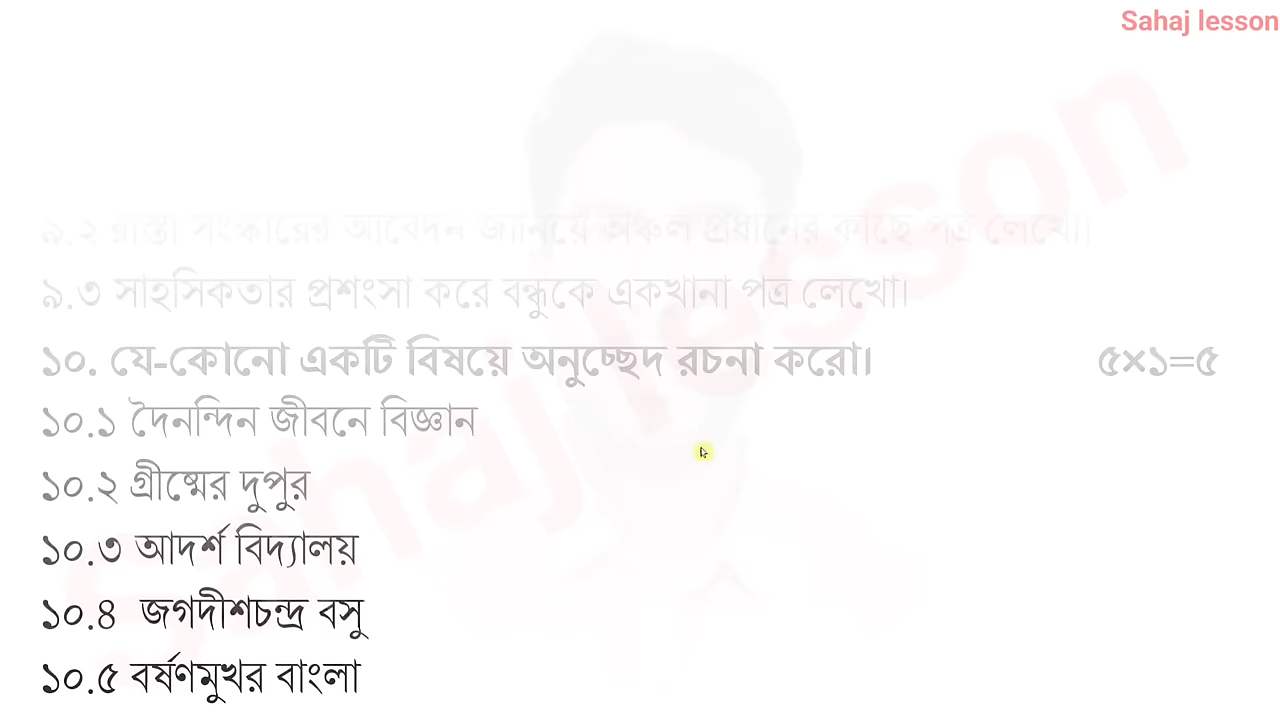 Sahaj lesson
৯.২ রাস্তা সংস্কারের আবেদন জানিয়ে অঞ্চল প্রধানের কাছে পত্র লেখো।
৯.৩ সাহসিকতার প্রশংসা করে বন্ধুকে একখানা পত্র লেখো।
১০. যে-কোনো একটি বিষয়ে অনুচ্ছেদ রচনা করো। ৫×১=৫
১০.১ দৈনন্দিন জীবনে বিজ্ঞান
১০.২ গ্রীষ্মের দুপুর
১০.৩ আদর্শ বিদ্যালয়
১০.৪ জগদীশচন্দ্র বসু
১০.৫ বর্ষণমুখর বাংলা
Sahaj lesson